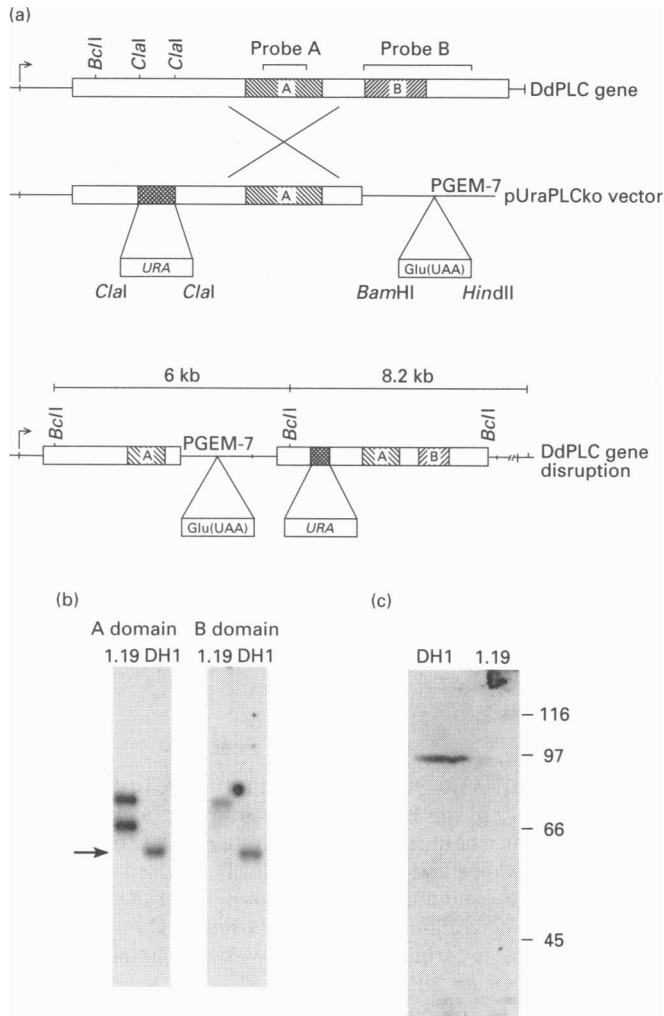 (a)
BclI
ClaI
ClaI
Probe A
Probe B
A
B
DdPLC gene
PGEM-7
pUraPLCko vector
A
URA
Glu(UAA)
ClaI
ClaI
BamHI
HindII
6 kb
8.2 kb
BclI
BclI
BclI
PGEM-7
A
A
B
DdPLC gene
disruption
Glu(UAA)
URA
(b)
(c)
A domain
B domain
1.19 DH1
1.19 DH1
DH1
1.19
116
97
66
45